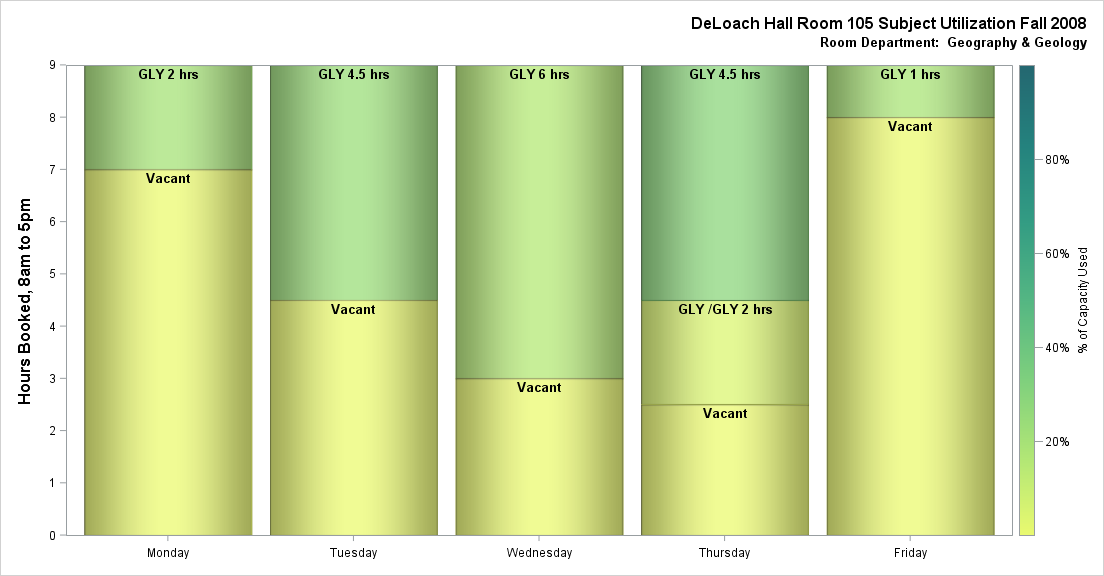 DeLoach Hall Room 105 Subject Utilization Fall 2008
Room Department:  Geography & Geology
Hours Booked, 8am to 5pm
9
8
7
6
5
4
3
2
1
0
GLY 2 hrs
Vacant
GLY 4.5 hrs
Vacant
GLY 6 hrs
Vacant
GLY 4.5 hrs
GLY /GLY 2 hrs
Vacant
GLY 1 hrs
Vacant
Monday
Tuesday
Wednesday
Thursday
Friday
80%
60%
40%
20%
% of Capacity Used